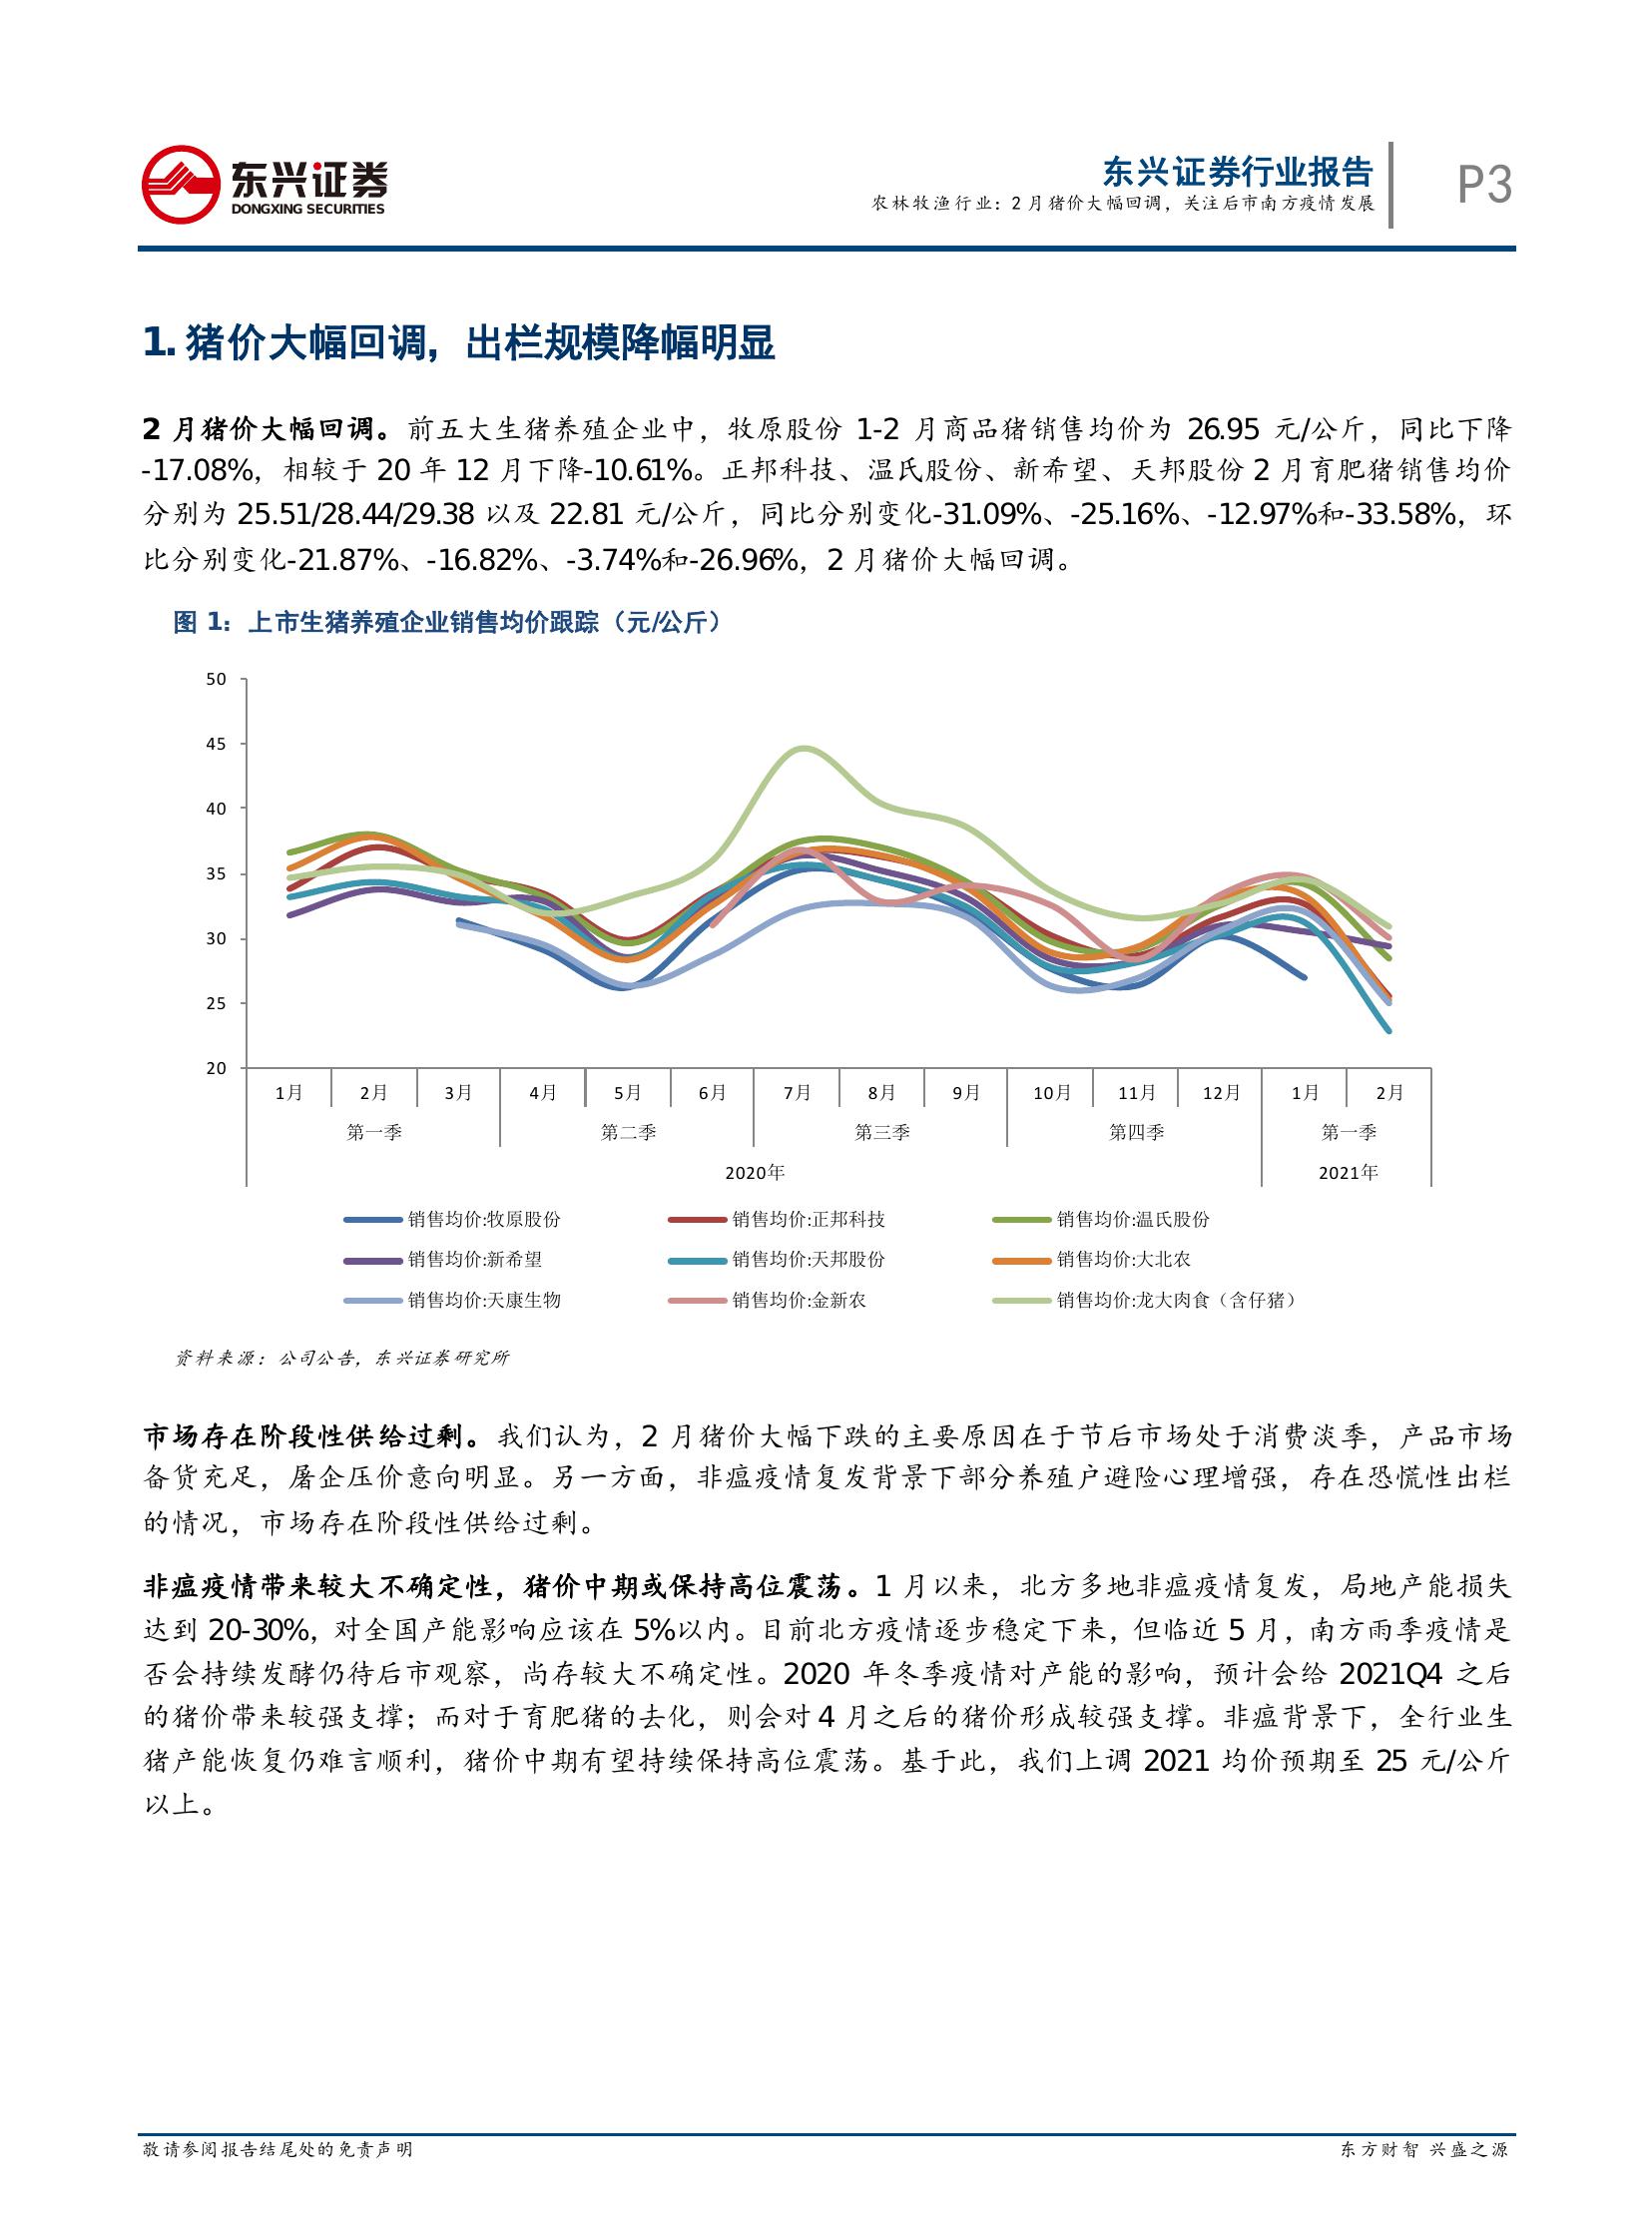 东兴证券
DONGXING SECURITIES
东兴证券行业报告
农林牧渔行业：2 月猪价大幅回调，关注后市南方疫情发展
P3
1. 猪价大幅回调，出栏规模降幅明显
2 月猪价大幅回调。前五大生猪养殖企业中，牧原股份 1-2 月商品猪销售均价为 26.95 元/公斤，同比下降
-17.08%，相较于 20 年 12 月下降-10.61%。正邦科技、温氏股份、新希望、天邦股份 2 月育肥猪销售均价
分别为 25.51/28.44/29.38 以及 22.81 元/公斤，同比分别变化-31.09%、-25.16%、-12.97%和-33.58%，环
比分别变化-21.87%、-16.82%、-3.74%和-26.96%，2 月猪价大幅回调。
图 1：上市生猪养殖企业销售均价跟踪（元/公斤）
50
45
40
35
30
25
20
1月 2月 3月 4月 5月 6月 7月 8月 9月 10月 11月 12月 1月 2月
第一季 第二季 第三季 第四季 第一季
2020年 2021年
销售均价:牧原股份 销售均价:正邦科技 销售均价:温氏股份
销售均价:新希望 销售均价:天邦股份 销售均价:大北农
销售均价:天康生物 销售均价:金新农 销售均价:龙大肉食（含仔猪）
资料来源：公司公告，东兴证券研究所
市场存在阶段性供给过剩。我们认为，2 月猪价大幅下跌的主要原因在于节后市场处于消费淡季，产品市场
备货充足，屠企压价意向明显。另一方面，非瘟疫情复发背景下部分养殖户避险心理增强，存在恐慌性出栏
的情况，市场存在阶段性供给过剩。
非瘟疫情带来较大不确定性，猪价中期或保持高位震荡。1 月以来，北方多地非瘟疫情复发，局地产能损失
达到 20-30%，对全国产能影响应该在 5%以内。目前北方疫情逐步稳定下来，但临近 5 月，南方雨季疫情是
否会持续发酵仍待后市观察，尚存较大不确定性。2020 年冬季疫情对产能的影响，预计会给 2021Q4 之后
的猪价带来较强支撑；而对于育肥猪的去化，则会对 4 月之后的猪价形成较强支撑。非瘟背景下，全行业生
猪产能恢复仍难言顺利，猪价中期有望持续保持高位震荡。基于此，我们上调 2021 均价预期至 25 元/公斤
以上。
敬请参阅报告结尾处的免责声明
东方财智 兴盛之源